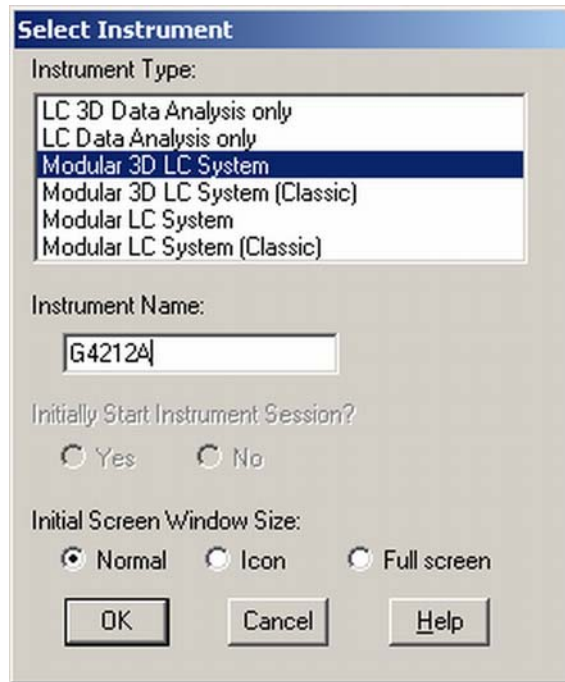 Select Instrument
Instrument Type:
LC 3D Data Analysis only
LC Data Analysis only
Modular 3D LC System
Modular 3D LC System (Classic)
Modular LC System
Modular LC System (Classic)
Instrument Name:
G4212A
Initially Start Instrument Session?
Yes No
Initial Screen Window Size:
Normal Icon Full screen
OK Cancel Help